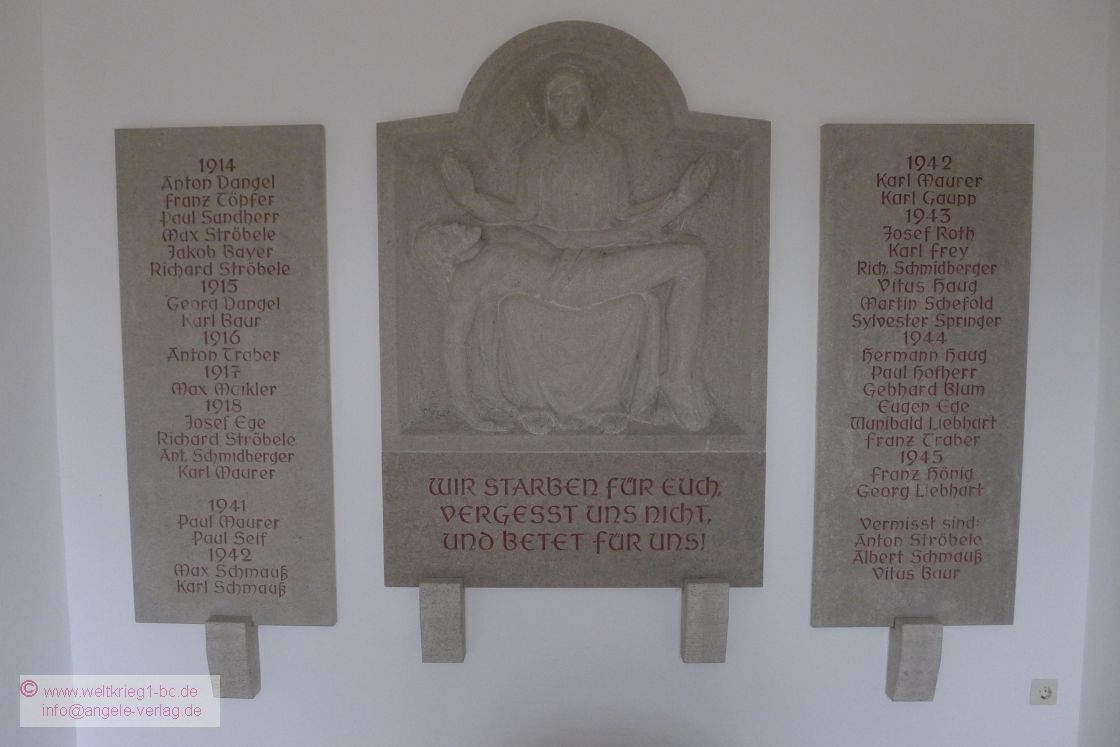 1914
Anton Dangel
Franz Töpfer
Paul Sandherr
Max Ströbele
Jakob Bayer
Richard Ströbele
1915
Georg Dangel
Karl Baur
1916
Anton Traber
1917
Max Maikler
1918
Josef Ege
Richard Ströbele
Ant. Schmidberger
Karl Maurer
1941
Paul Maurer
Paul Seif
1942
Max Schmauß
Karl Schmauß
WIR STARBEN FÜR EUCH,
VERGESST UNS NICHT,
UND BETET FÜR UNS!
1942
Karl Maurer
Karl Gaupp
1943
Josef Roth
Karl Frey
Rich. Schmidberger
Vitus Haug
Martin Schefold
Sylvester Springer
1944
Hermann Haug
Paul Hofherr
Gebhard Blum
Eugen Ege
Wunibald Liebhart
Franz Traber
1945
Franz Hönig
Georg Liebhart
Vermisst sind:
Anton Ströbele
Albert Schmauß
Vitus Baur
© www.weltkrieg1-bc.de
info@angele-verlag.de